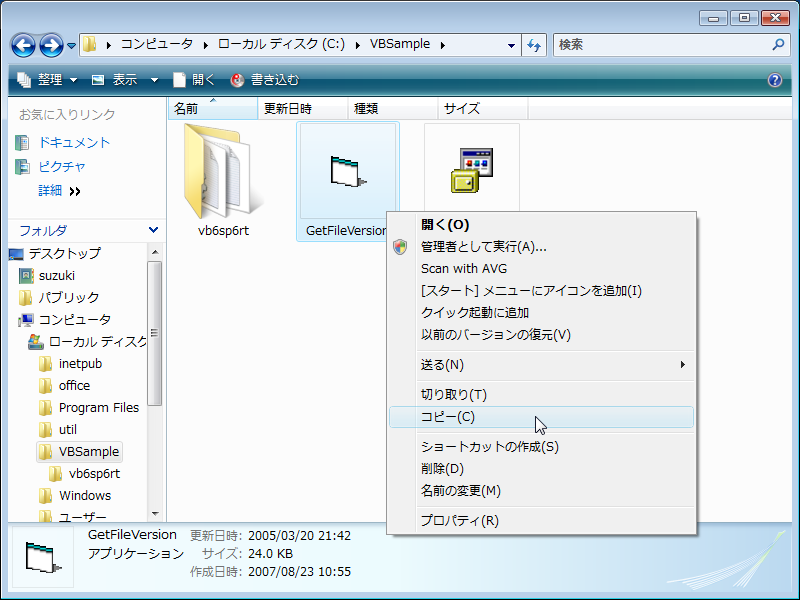 コンピュータ ▸ ローカル ディスク (C:) ▸ VBSample ▸
検索
整理 表示 開く 書き込む
お気に入りリンク
ドキュメント
ピクチャ
詳細 »
フォルダ
デスクトップ
suzuki
パブリック
コンピュータ
ローカル ディスク
inetpub
office
Program Files
util
VBSample
vb6sp6rt
Windows
ユーザー
名前 更新日時 種類 サイズ
vb6sp6rt
GetFileVersion
開く(O)
管理者として実行(A)...
Scan with AVG
[スタート] メニューにアイコンを追加(I)
クイック起動に追加
以前のバージョンの復元(V)
送る(N)
切り取り(T)
コピー(C)
ショートカットの作成(S)
削除(D)
名前の変更(M)
プロパティ(R)
GetFileVersion 更新日時: 2005/03/20 21:42
アプリケーション サイズ: 24.0 KB
作成日時: 2007/08/23 10:55